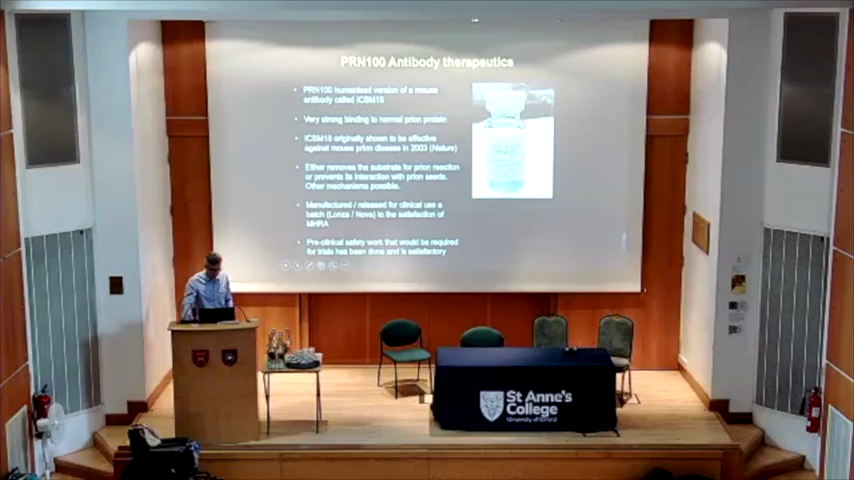 PRN100 Antibody therapeutics
• PRN100 humanised version of a mouse
antibody called ICSM18
• Very strong binding to normal prion protein
• ICSM18 originally shown to be effective
against mouse prion disease in 2003 (Nature)
• Either removes the substrate for prion reaction
or prevents its interaction with prion seeds.
Other mechanisms possible.
• Manufactured / released for clinical use a
batch (Lonza / Nova) to the satisfaction of
MHRA
• Pre-clinical safety work that would be required
for trials has been done and is satisfactory
St Anne's
College
University of Oxford